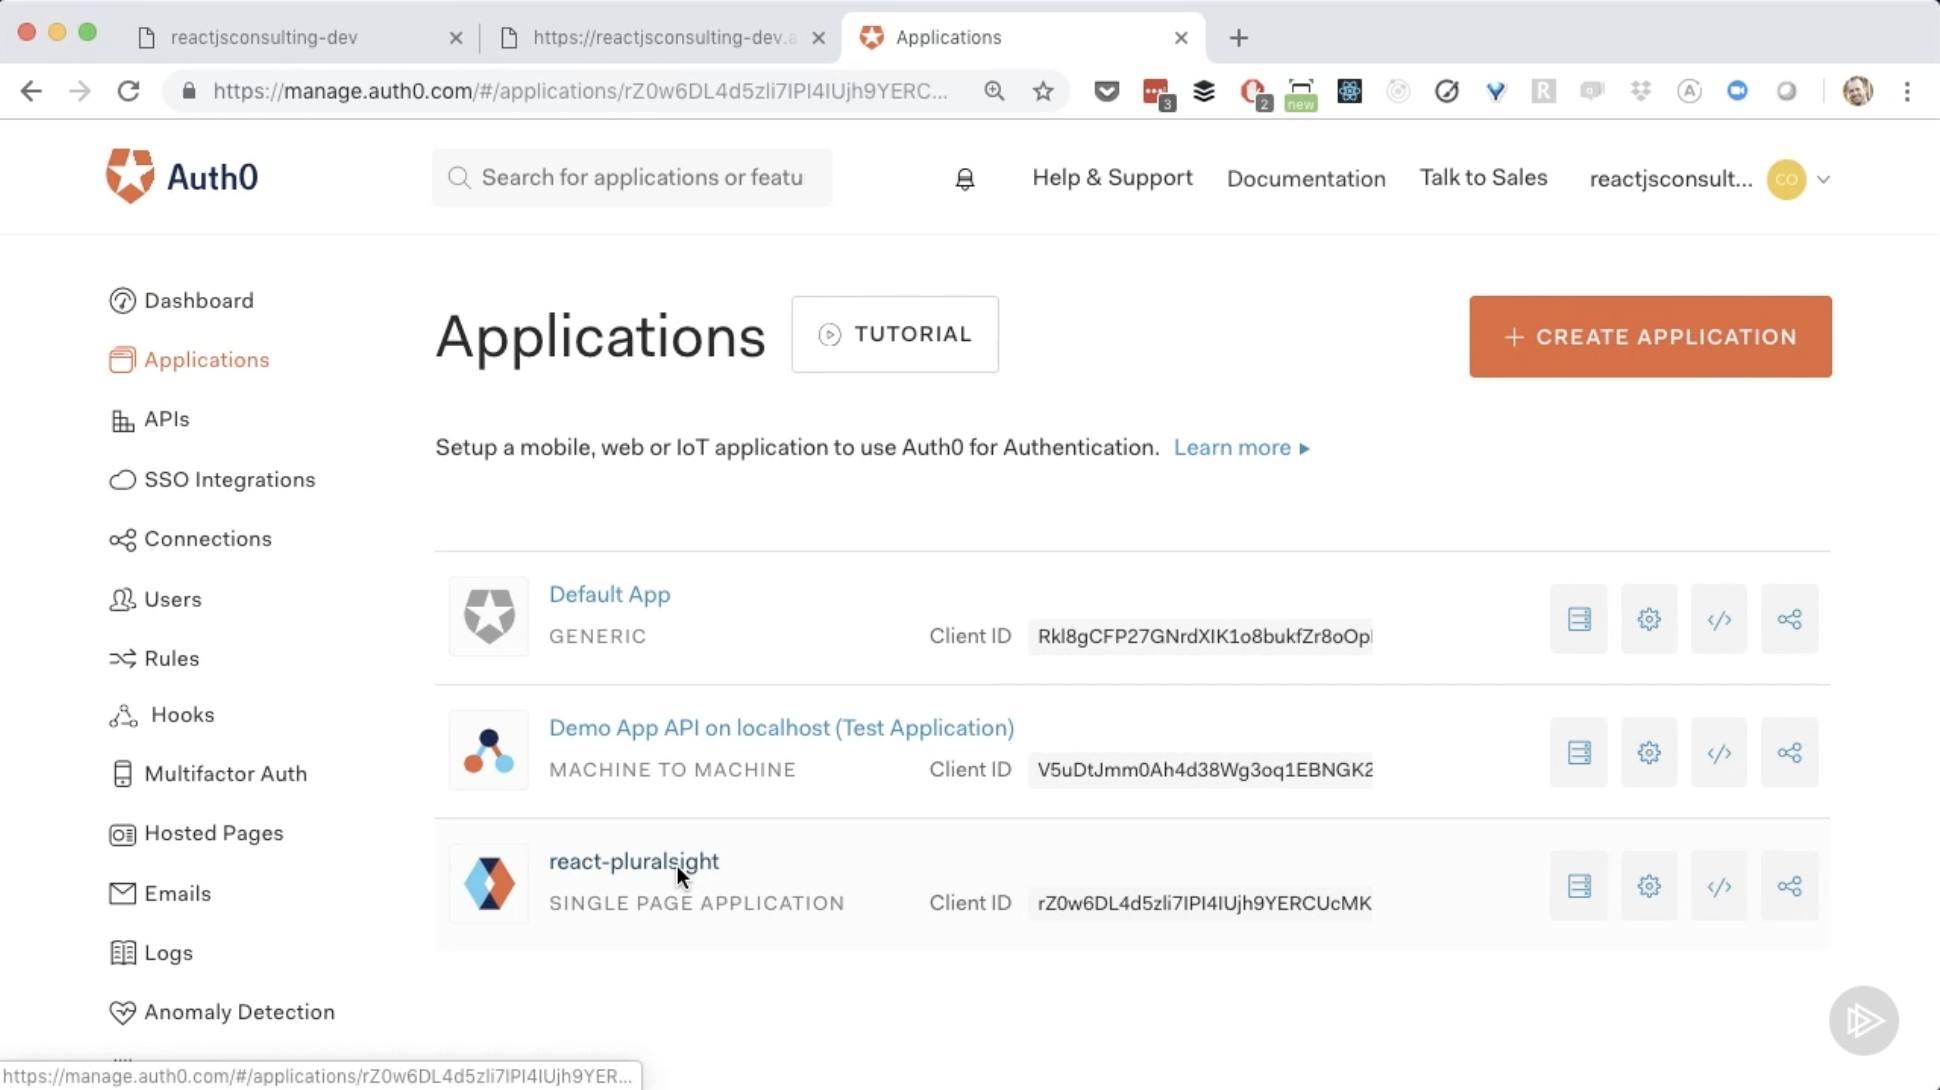 reactjsconsulting-dev
https://reactjsconsulting-dev.a
Applications
https://manage.auth0.com/#/applications/rZ0w6DL4d5zli7IPI4IUjh9YERC...
3
2
new
R
A
Auth0
Search for applications or featu
Help & Support
Documentation
Talk to Sales
reactjsconsult...
CO
Dashboard
Applications
APIs
SSO Integrations
Connections
Users
Rules
Hooks
Multifactor Auth
Hosted Pages
Emails
Logs
Anomaly Detection
Applications
TUTORIAL
+ CREATE APPLICATION
Setup a mobile, web or IoT application to use Auth0 for Authentication. Learn more ▸
Default App
GENERIC
Client ID
Rkl8gCFP27GNrdXIK1o8bukfZr8oOp
Demo App API on localhost (Test Application)
MACHINE TO MACHINE
Client ID
V5uDtJmm0Ah4d38Wg3oq1EBNGK2
react-pluralsight
SINGLE PAGE APPLICATION
Client ID
rZ0w6DL4d5zli7IPI4IUjh9YERCUcMK
https://manage.auth0.com/#/applications/rZ0w6DL4d5zli7IPI4IUjh9YER...